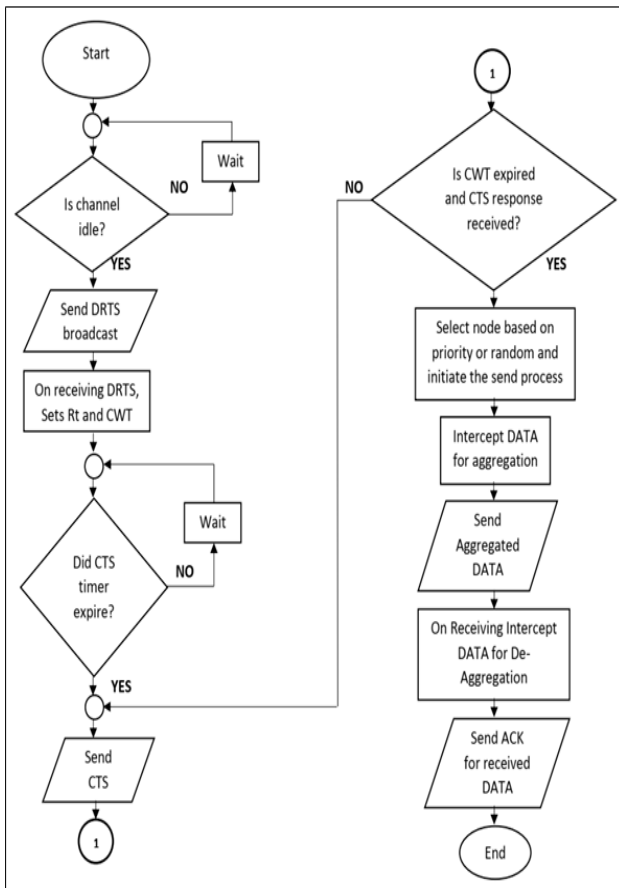 Start
Wait
Is channel
idle?
NO
YES
Send DRTS
broadcast
On receiving DRTS,
Sets Rt and CWT
Wait
Did CTS
timer
expire?
NO
YES
Send
CTS
1
1
Is CWT expired
and CTS response
received?
NO
YES
Select node based on
priority or random and
initiate the send process
Intercept DATA
for aggregation
Send
Aggregated
DATA
On Receiving Intercept
DATA for De-
Aggregation
Send ACK
for received
DATA
End